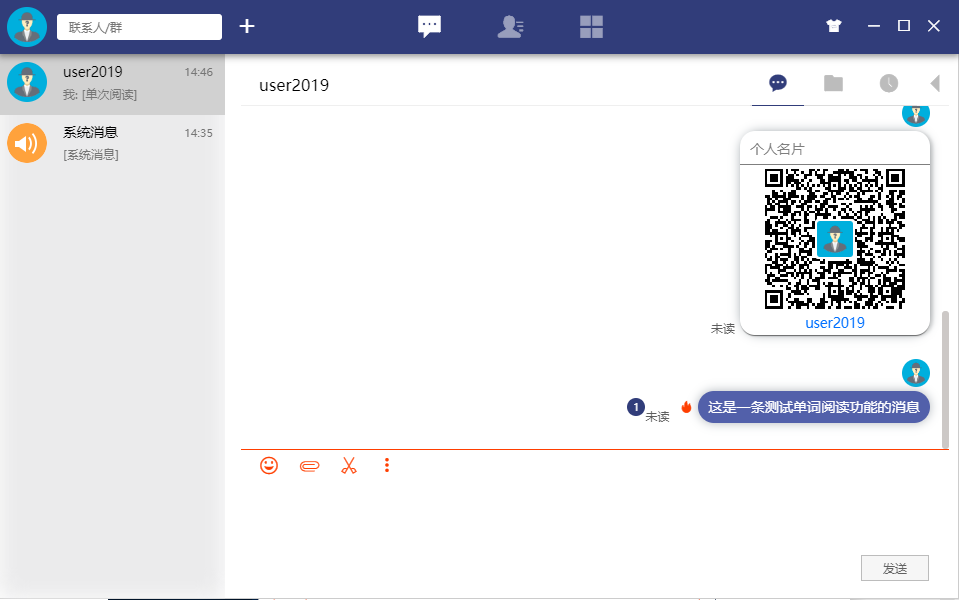 联系人/群
user2019
14:46
我: [单次阅读]
系统消息
14:35
[系统消息]
user2019
个人名片
user2019
未读
1
未读
这是一条测试单词阅读功能的消息
发送